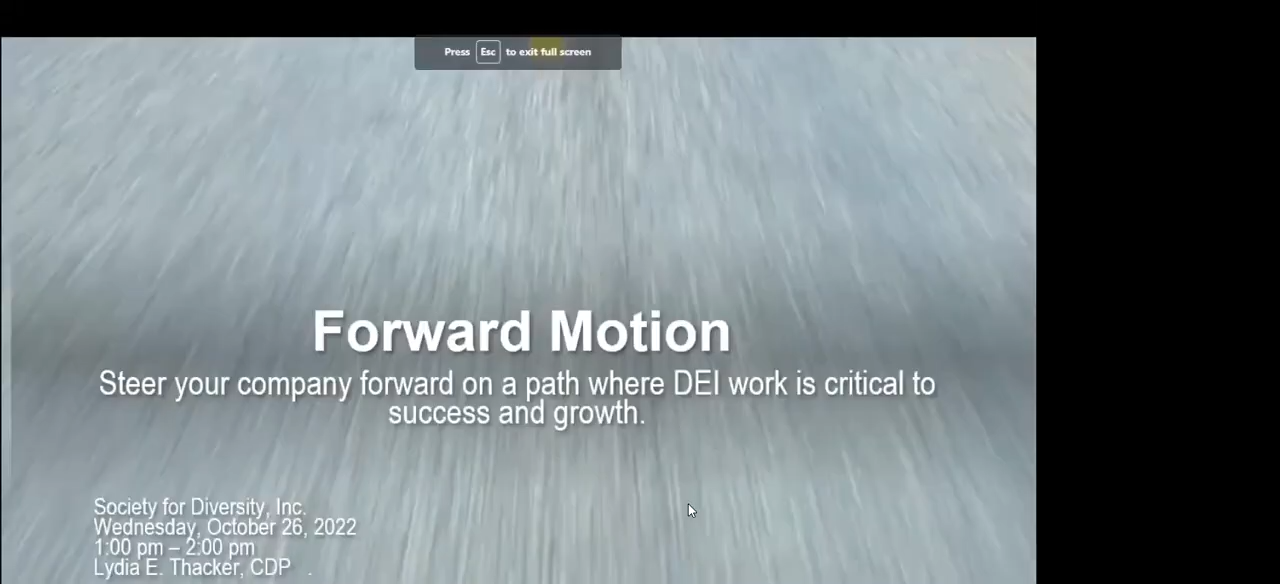 Press Esc to exit full screen
Forward Motion
Steer your company forward on a path where DEI work is critical to
success and growth.
Society for Diversity, Inc.
Wednesday, October 26, 2022
1:00 pm – 2:00 pm
Lydia E. Thacker, CDP .